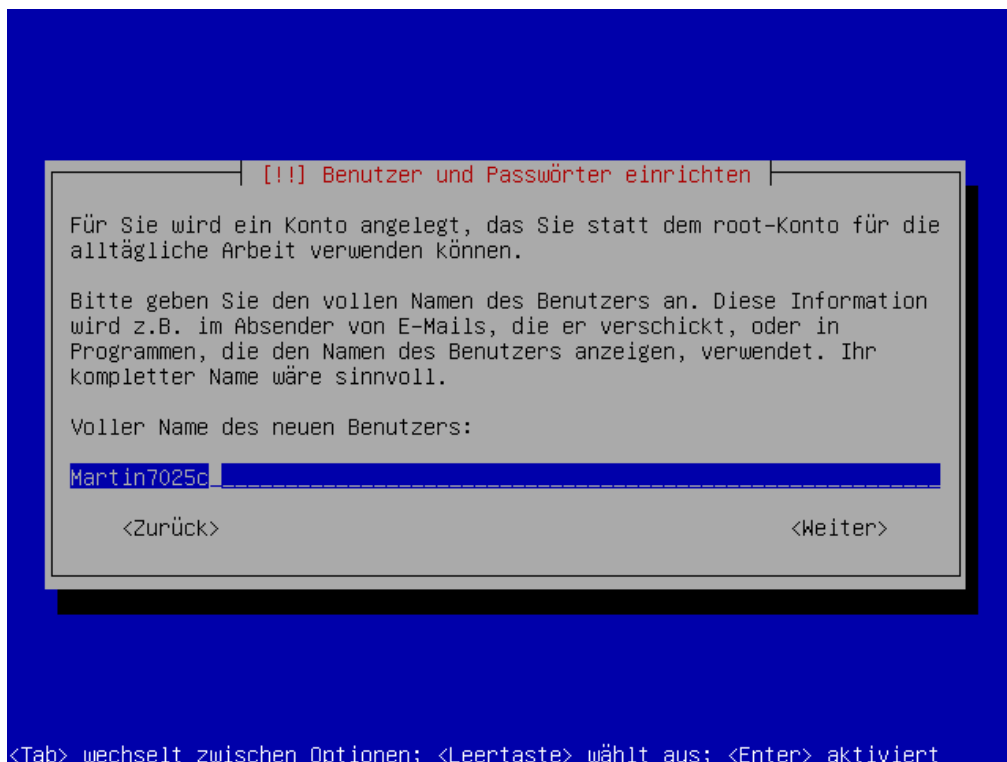 [!!] Benutzer und Passwörter einrichten
Für Sie wird ein Konto angelegt, das Sie statt dem root-Konto für die
alltägliche Arbeit verwenden können.
Bitte geben Sie den vollen Namen des Benutzers an. Diese Information
wird z.B. im Absender von E-Mails, die er verschickt, oder in
Programmen, die den Namen des Benutzers anzeigen, verwendet. Ihr
kompletter Name wäre sinnvoll.
Voller Name des neuen Benutzers:
Martin7025c
<Zurück> <Weiter>
<Tab> wechselt zwischen Optionen; <Leertaste> wählt aus; <Enter> aktiviert